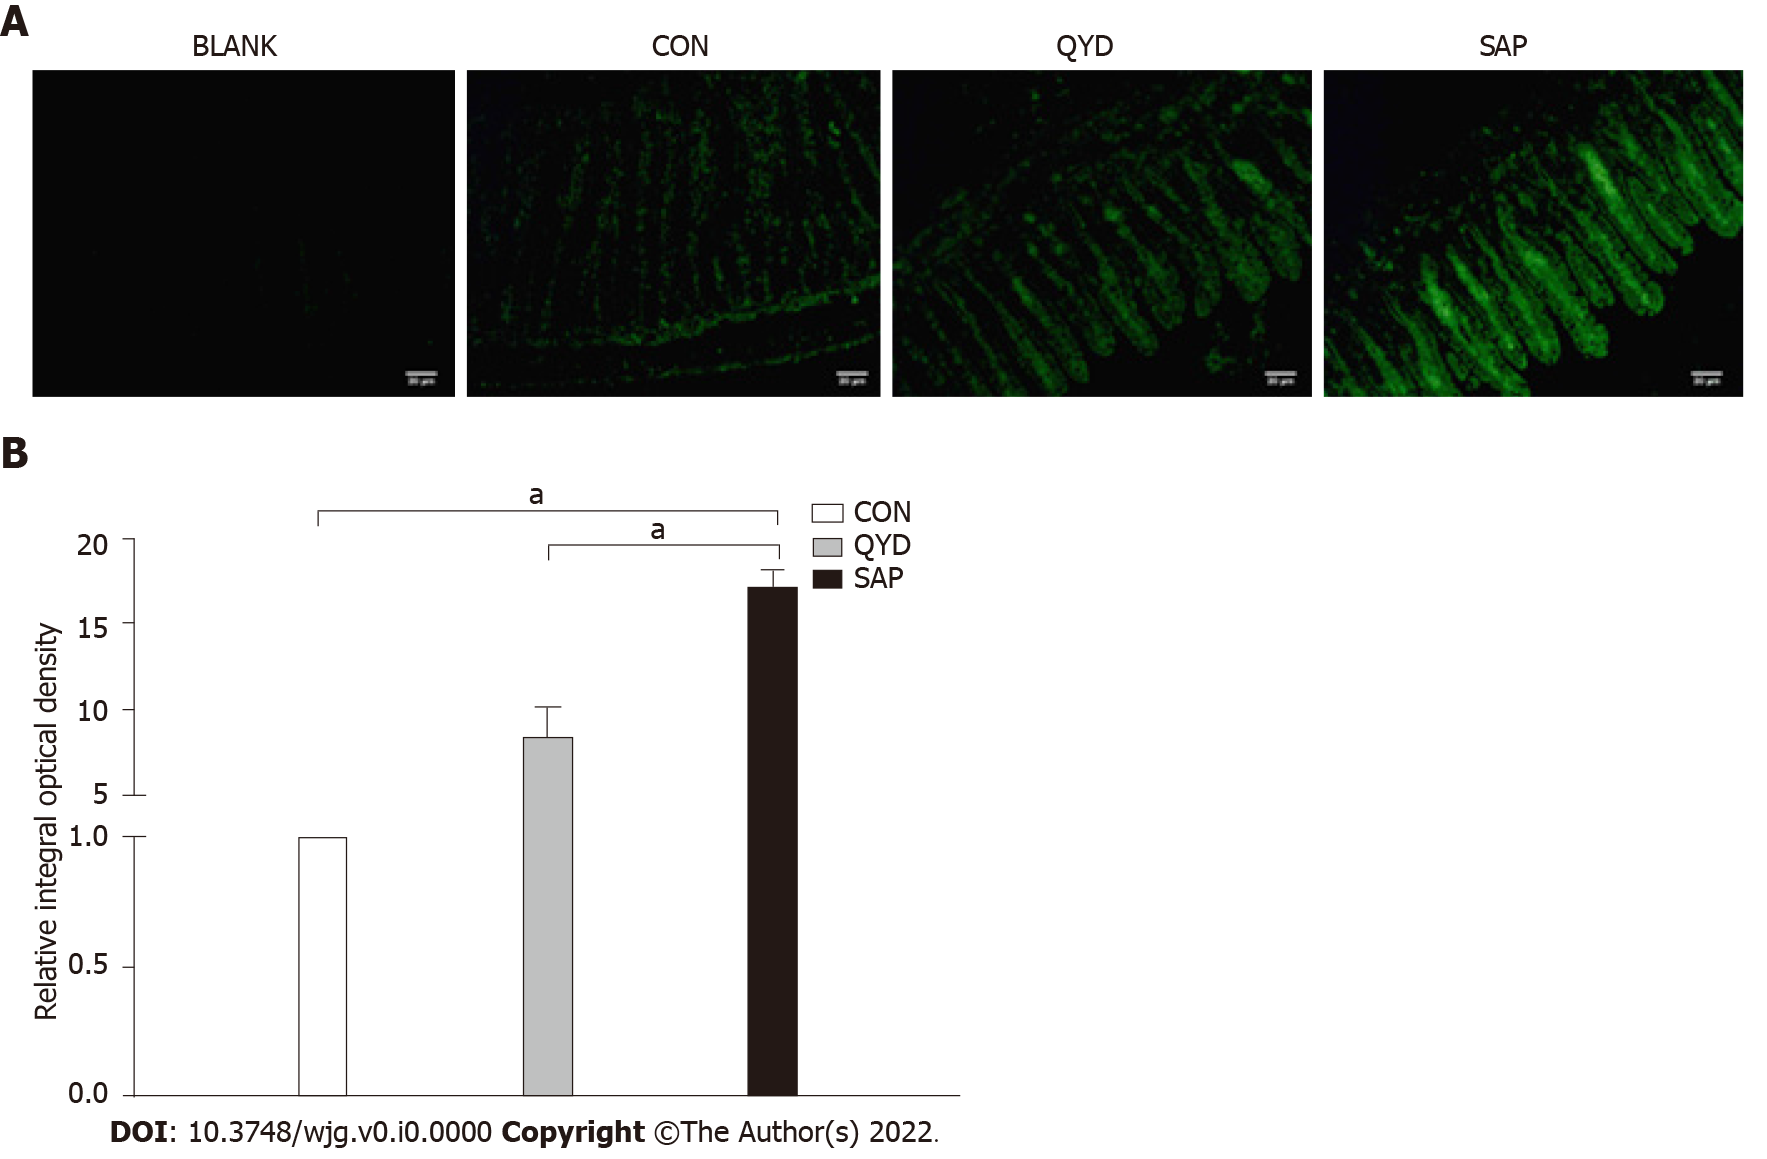 A
BLANK CON QYD SAP
B
a
a
CON
QYD
SAP
Relative integral optical density
20
15
10
5
1.0
0.5
0.0
DOI: 10.3748/wjg.v0.i0.0000 Copyright ©The Author(s) 2022.